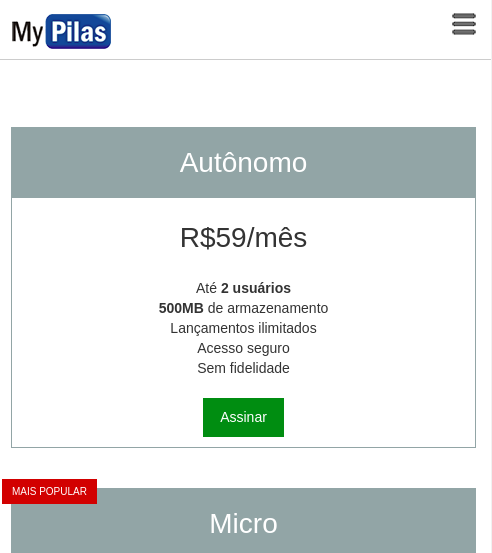 My Pilas
Autônomo
R$59/mês
Até 2 usuários
500MB de armazenamento
Lançamentos ilimitados
Acesso seguro
Sem fidelidade
Assinar
MAIS POPULAR
Micro